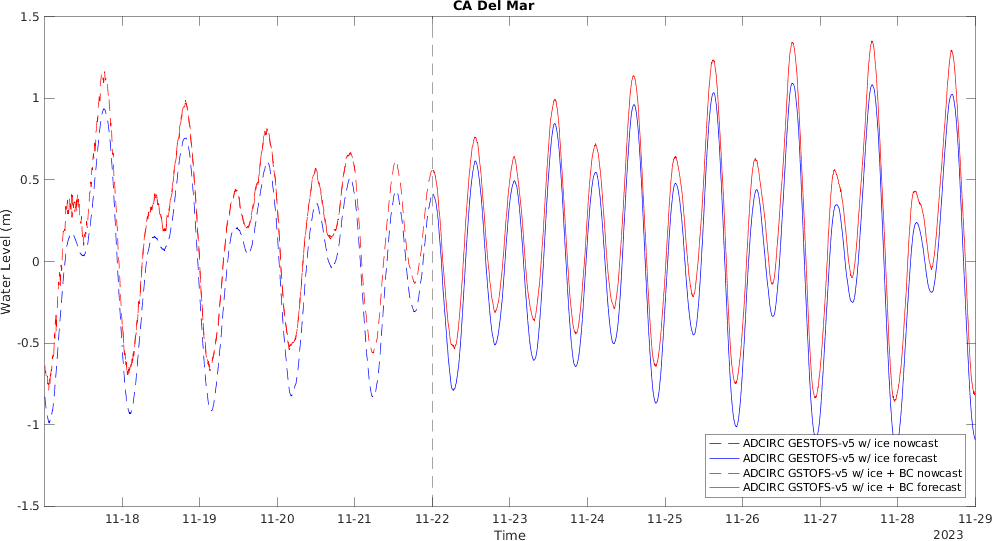 CA Del Mar
1.5
1
0.5
0
-0.5
-1
-1.5
Water Level (m)
11-18
11-19
11-20
11-21
11-22
11-23
11-24
11-25
11-26
11-27
11-28
11-29
Time
2023
ADCIRC GESTOFS-v5 w/ ice nowcast
ADCIRC GESTOFS-v5 w/ ice forecast
ADCIRC GSTOFS-v5 w/ ice + BC nowcast
ADCIRC GSTOFS-v5 w/ ice + BC forecast